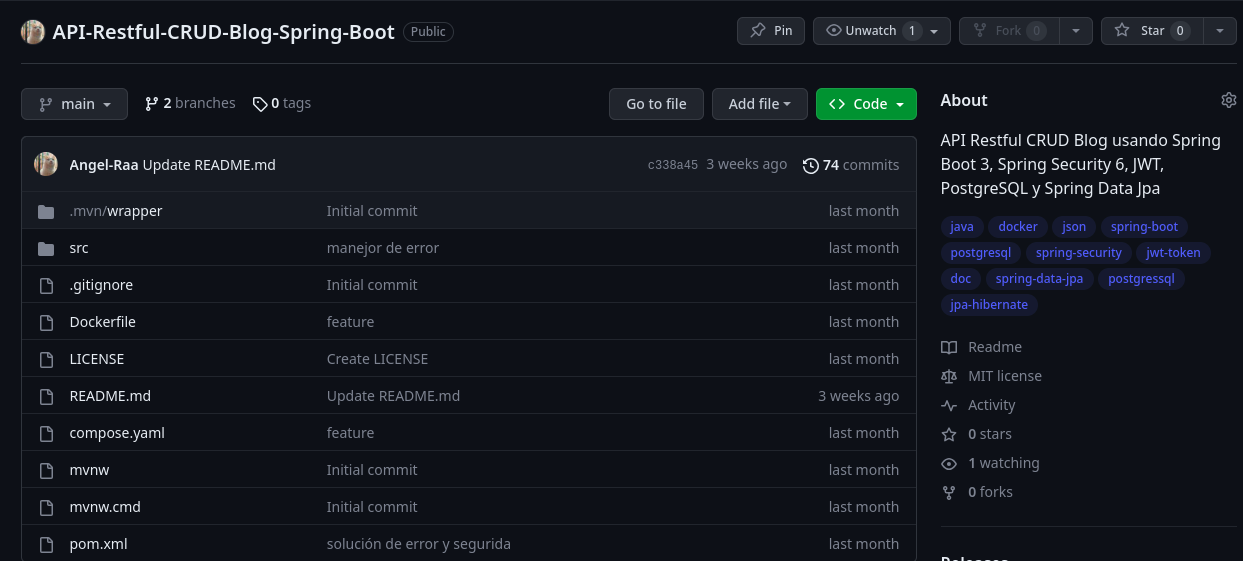 API-Restful-CRUD-Blog-Spring-Boot Public Pin Unwatch 1 Fork 0 Star 0
main 2 branches 0 tags Go to file Add file Code
Angel-Raa Update README.md c338a45 3 weeks ago 74 commits
.mvn/wrapper Initial commit last month
src manejor de error last month
.gitignore Initial commit last month
Dockerfile feature last month
LICENSE Create LICENSE last month
README.md Update README.md 3 weeks ago
compose.yaml feature last month
mvnw Initial commit last month
mvnw.cmd Initial commit last month
pom.xml solución de error y segurida last month
About
API Restful CRUD Blog usando Spring
Boot 3, Spring Security 6, JWT,
PostgreSQL y Spring Data Jpa
java docker json spring-boot
postgresql spring-security jwt-token
doc spring-data-jpa postgressql
jpa-hibernate
Readme
MIT license
Activity
0 stars
1 watching
0 forks
Releases